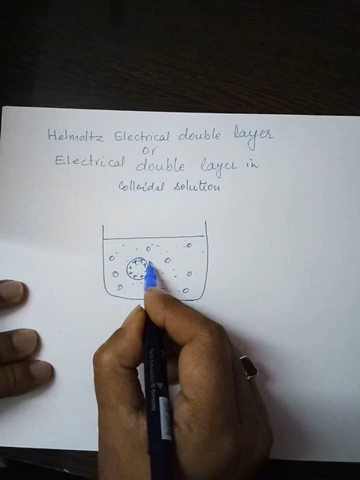 Helmoltz Electrical double layer
or
Electrical double layer in
Colloidal solution